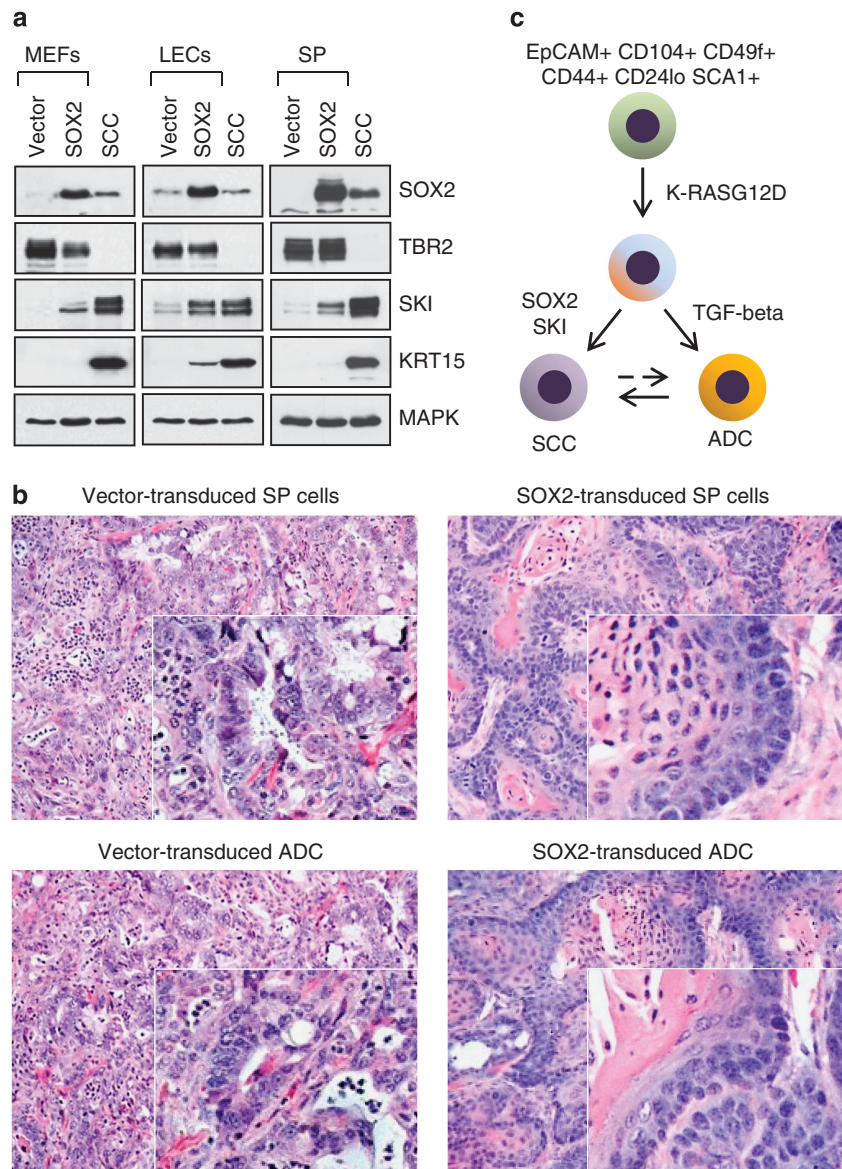 a
MEFs
LECs
SP
Vector
SOX2
SCC
Vector
SOX2
SCC
Vector
SOX2
SCC
SOX2
TBR2
SKI
KRT15
MAPK
c
EpCAM+ CD104+ CD49f+
CD44+ CD24lo SCA1+
K-RASG12D
SOX2
SKI
TGF-beta
SCC
ADC
b
Vector-transduced SP cells
SOX2-transduced SP cells
Vector-transduced ADC
SOX2-transduced ADC